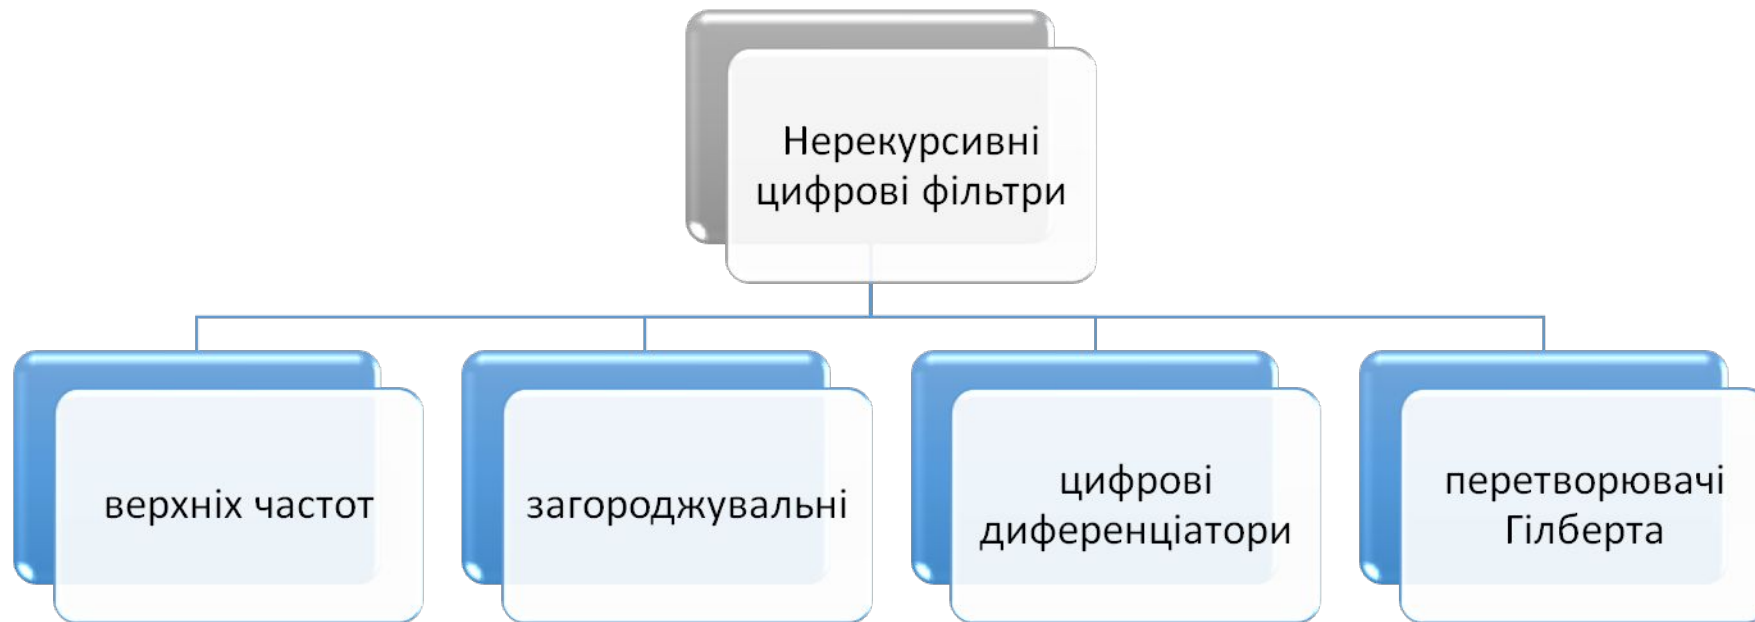 Нерекурсивні
цифрові фільтри
верхніх частот
загороджувальні
цифрові
диференціатори
перетворювачі
Гілберта